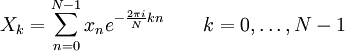 X_k = \sum_{n=0}^{N-1} x_n e^{-\frac{2\pi i}{N}kn} \qquad k = 0, \dots, N-1